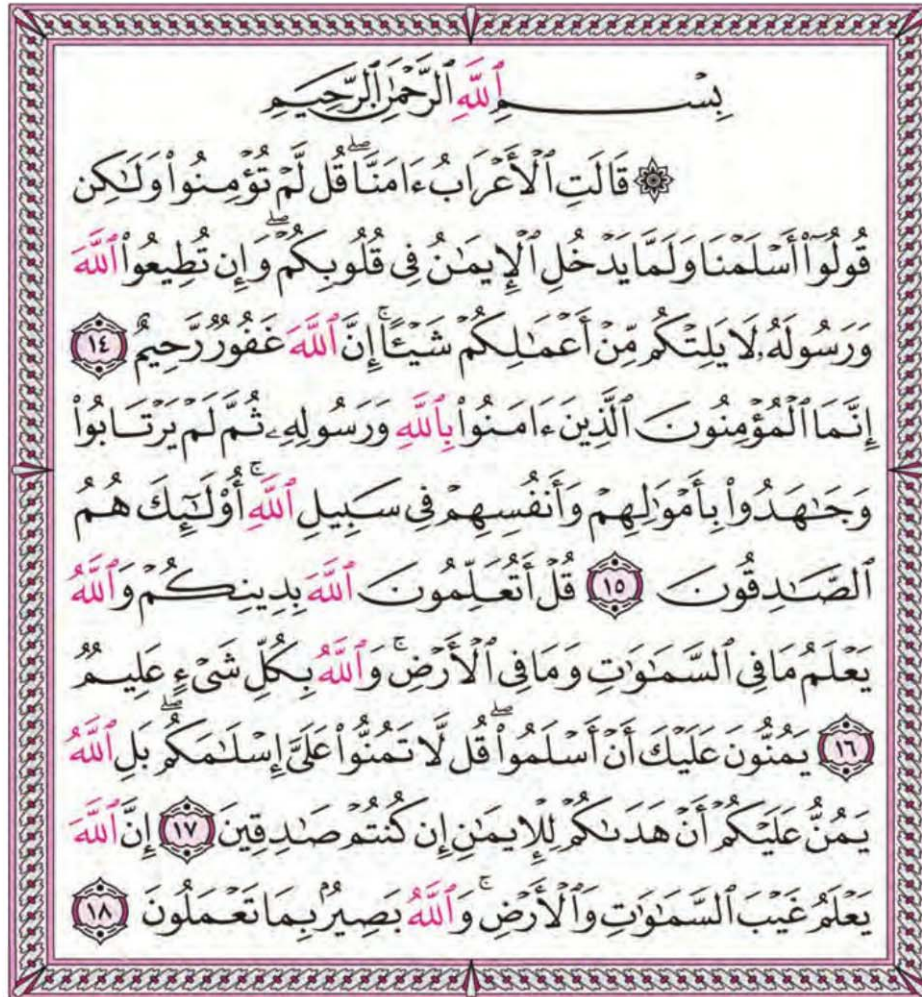 بِسْمِ ٱللَّهِ ٱلرَّحْمَٰنِ ٱلرَّحِيمِ
۞ قَالَتِ ٱلْأَعْرَابُ ءَامَنَّاۖ قُل لَّمْ تُؤْمِنُوا۟ وَلَٰكِن
قُولُوٓا۟ أَسْلَمْنَا وَلَمَّا يَدْخُلِ ٱلْإِيمَٰنُ فِى قُلُوبِكُمْۖ وَإِن تُطِيعُوا۟ ٱللَّهَ
وَرَسُولَهُۥ لَا يَلِتْكُم مِّنْ أَعْمَٰلِكُمْ شَيْـًٔاۚ إِنَّ ٱللَّهَ غَفُورٌ رَّحِيمٌ ١٤
إِنَّمَا ٱلْمُؤْمِنُونَ ٱلَّذِينَ ءَامَنُوا۟ بِٱللَّهِ وَرَسُولِهِۦ ثُمَّ لَمْ يَرْتَابُوا۟
وَجَٰهَدُوا۟ بِأَمْوَٰلِهِمْ وَأَنفُسِهِمْ فِى سَبِيلِ ٱللَّهِۚ أُو۟لَٰٓئِكَ هُمُ
ٱلصَّٰدِقُونَ ١٥ قُلْ أَتُعَلِّمُونَ ٱللَّهَ بِدِينِكُمْ وَٱللَّهُ
يَعْلَمُ مَا فِى ٱلسَّمَٰوَٰتِ وَمَا فِى ٱلْأَرْضِۚ وَٱللَّهُ بِكُلِّ شَىْءٍ عَلِيمٌ
١٦ يَمُنُّونَ عَلَيْكَ أَنْ أَسْلَمُوا۟ۖ قُل لَّا تَمُنُّوا۟ عَلَىَّ إِسْلَٰمَكُمۖ بَلِ ٱللَّهُ
يَمُنُّ عَلَيْكُمْ أَنْ هَدَىٰكُمْ لِلْإِيمَٰنِ إِن كُنتُمْ صَٰدِقِينَ ١٧ إِنَّ ٱللَّهَ
يَعْلَمُ غَيْبَ ٱلسَّمَٰوَٰتِ وَٱلْأَرْضِۚ وَٱللَّهُ بَصِيرٌۢ بِمَا تَعْمَلُونَ ١٨